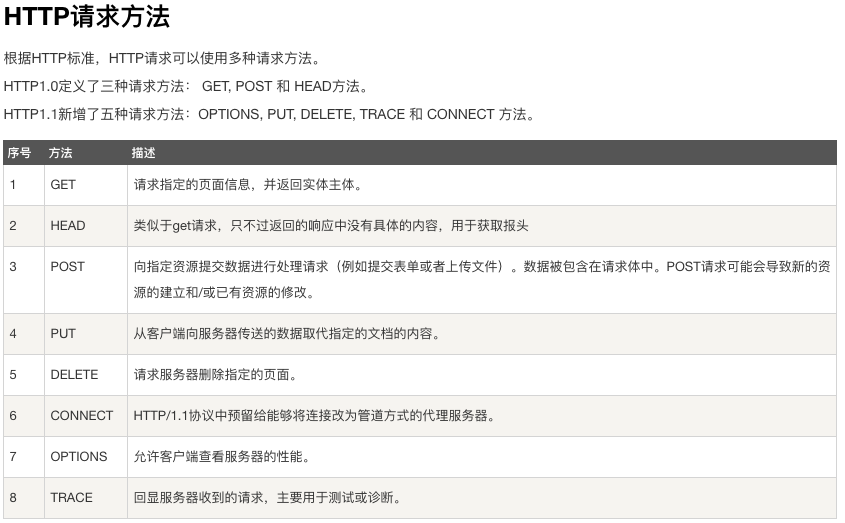 HTTP请求方法
根据HTTP标准，HTTP请求可以使用多种请求方法。
HTTP1.0定义了三种请求方法： GET, POST 和 HEAD方法。
HTTP1.1新增了五种请求方法：OPTIONS, PUT, DELETE, TRACE 和 CONNECT 方法。
序号 方法 描述
1 GET 请求指定的页面信息，并返回实体主体。
2 HEAD 类似于get请求，只不过返回的响应中没有具体的内容，用于获取报头
3 POST 向指定资源提交数据进行处理请求（例如提交表单或者上传文件）。数据被包含在请求体中。POST请求可能会导致新的资
源的建立和/或已有资源的修改。
4 PUT 从客户端向服务器传送的数据取代指定的文档的内容。
5 DELETE 请求服务器删除指定的页面。
6 CONNECT HTTP/1.1协议中预留给能够将连接改为管道方式的代理服务器。
7 OPTIONS 允许客户端查看服务器的性能。
8 TRACE 回显服务器收到的请求，主要用于测试或诊断。